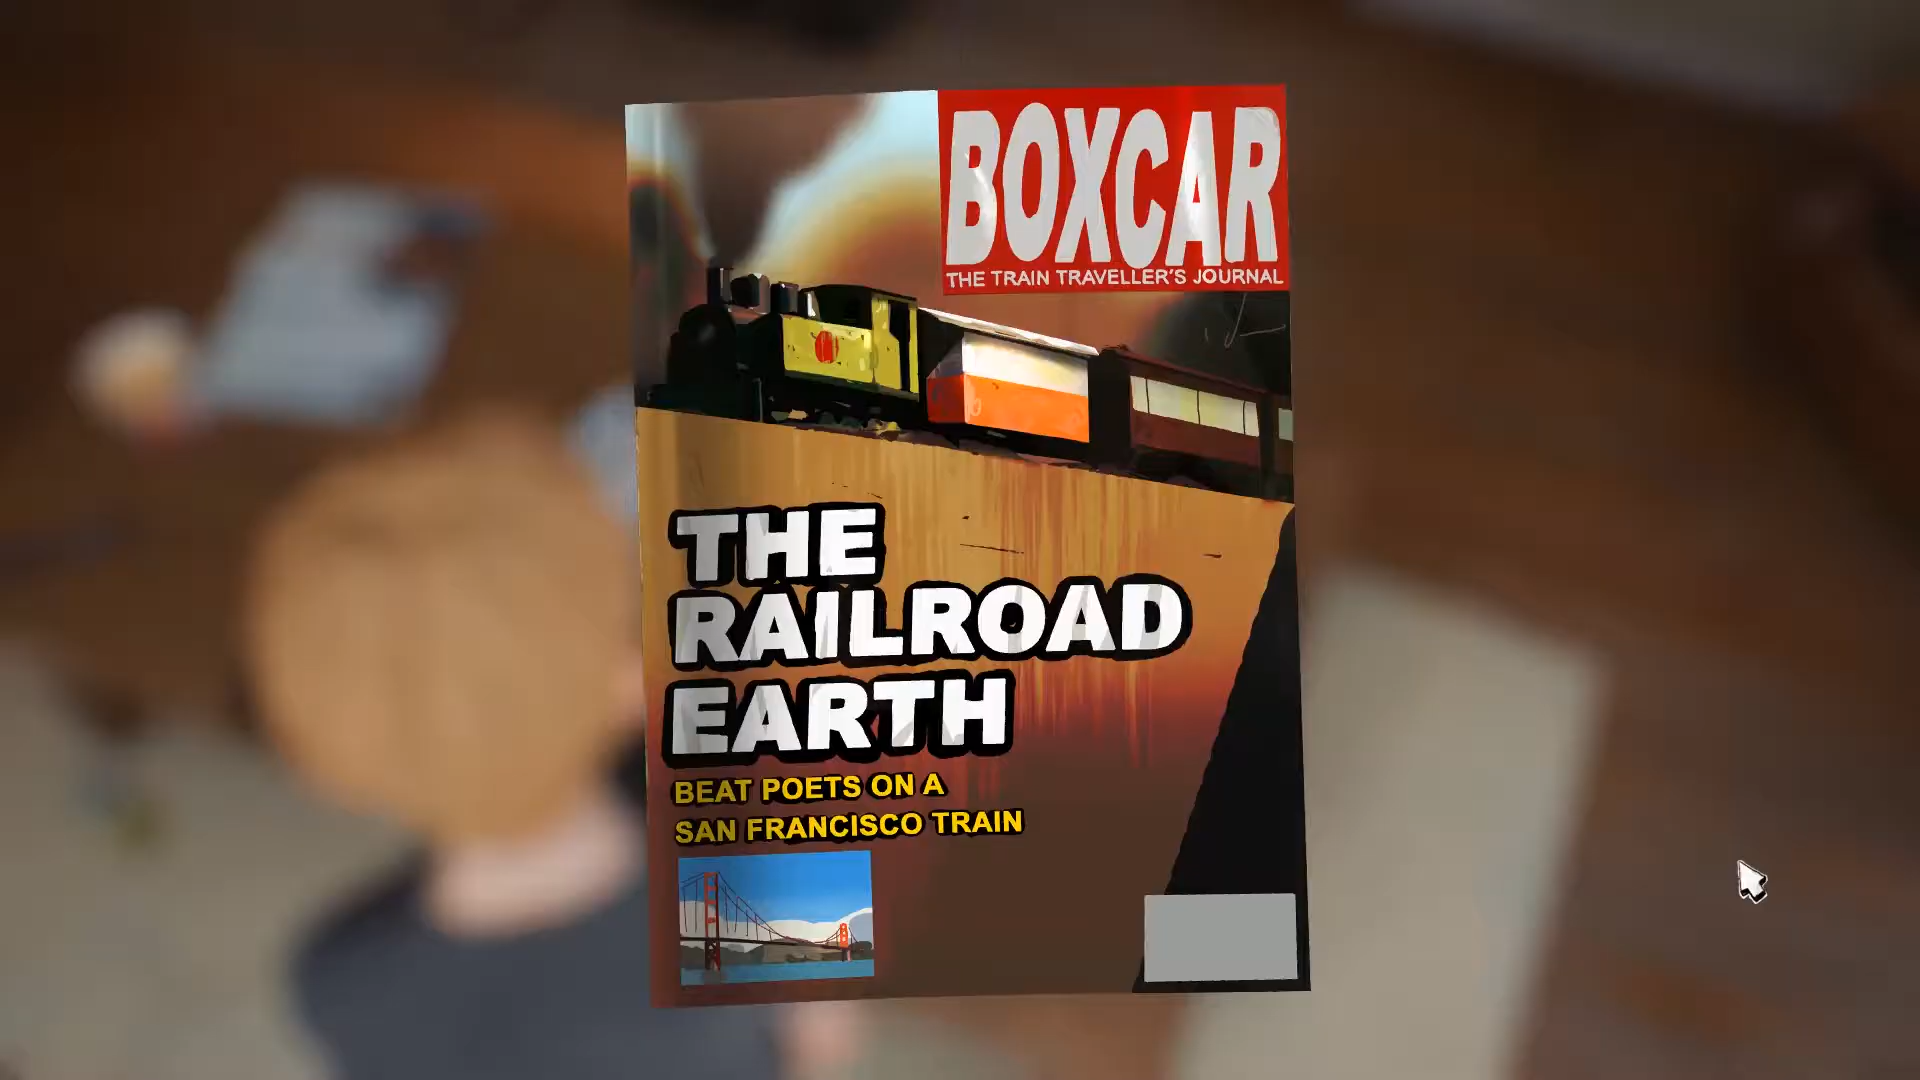 BOXCAR
THE TRAIN TRAVELLER'S JOURNAL
THE
RAILROAD
EARTH
BEAT POETS ON A
SAN FRANCISCO TRAIN